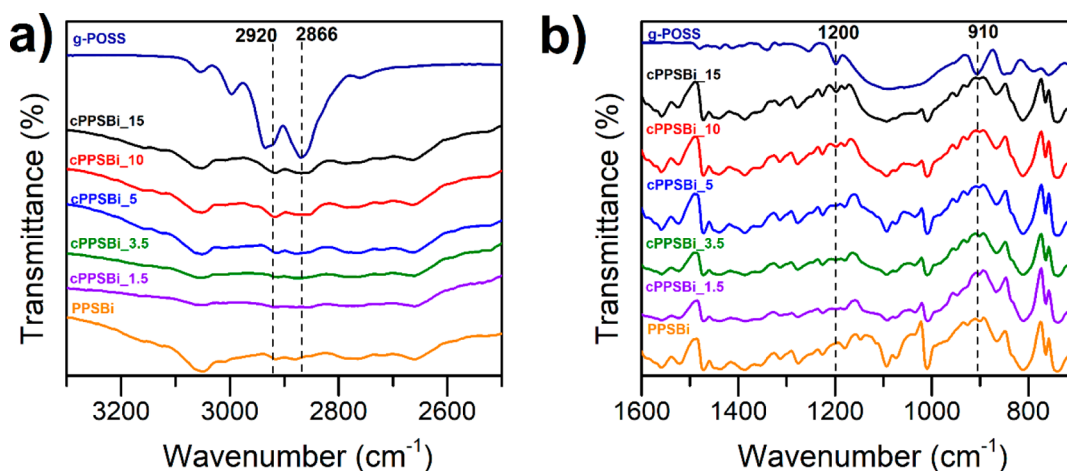 a)
2920
2866
g-POSS
cPPSBi_15
cPPSBi_10
cPPSBi_5
cPPSBi_3.5
cPPSBi_1.5
PPSBi
Transmittance (%)
3200
3000
2800
2600
Wavenumber (cm⁻¹)
b)
1200
910
g-POSS
cPPSBi_15
cPPSBi_10
cPPSBi_5
cPPSBi_3.5
cPPSBi_1.5
PPSBi
Transmittance (%)
1600
1400
1200
1000
800
Wavenumber (cm⁻¹)